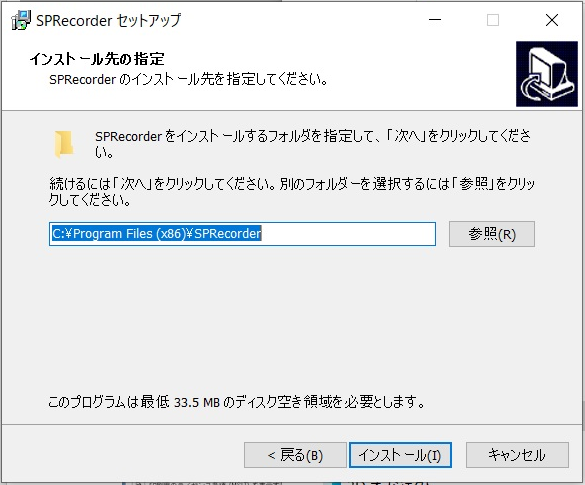 SPRecorder セットアップ
インストール先の指定
SPRecorder のインストール先を指定してください。
SPRecorder をインストールするフォルダを指定して、「次へ」をクリックしてくださ
い。
続けるには「次へ」をクリックしてください。別のフォルダーを選択するには「参照」をクリッ
クしてください。
C:¥Program Files (x86)¥SPRecorder
参照(R)
このプログラムは最低 33.5 MB のディスク空き領域を必要とします。
< 戻る(B)
インストール(I)
キャンセル